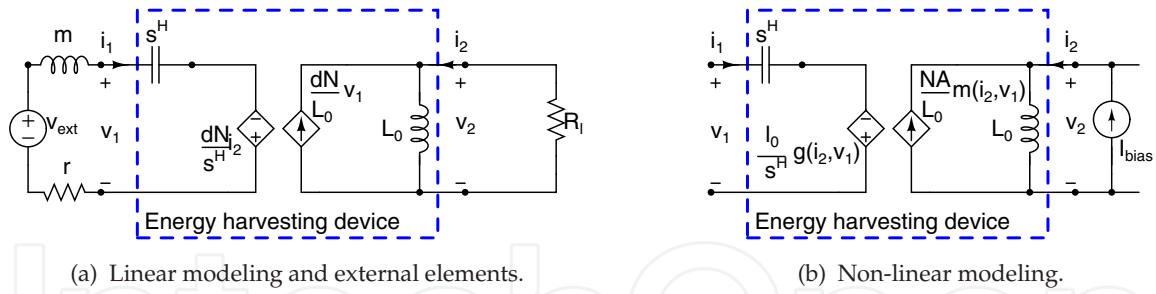 m
i₁
s^H
+
v_ext
+
−
v₁
r
−
dN/s^H i₂
−
+
dN/L₀ v₁
L₀
i₂
+
v₂
−
R_l
Energy harvesting device
(a) Linear modeling and external elements.
i₁
s^H
+
v₁
−
l₀/s^H g(i₂,v₁)
−
+
NA/L₀ m(i₂,v₁)
L₀
i₂
+
v₂
−
I_bias
Energy harvesting device
(b) Non-linear modeling.